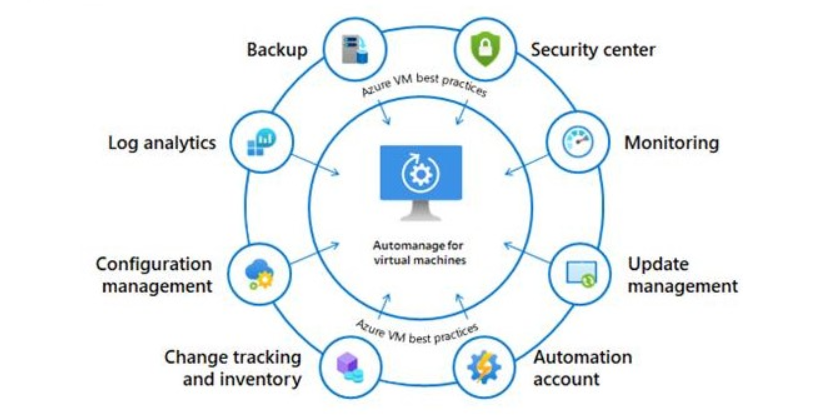 Backup
Security center
Azure VM best practices
Log analytics
Monitoring
Automanage for
virtual machines
Configuration
management
Update
management
Azure VM best practices
Change tracking
and inventory
Automation
account